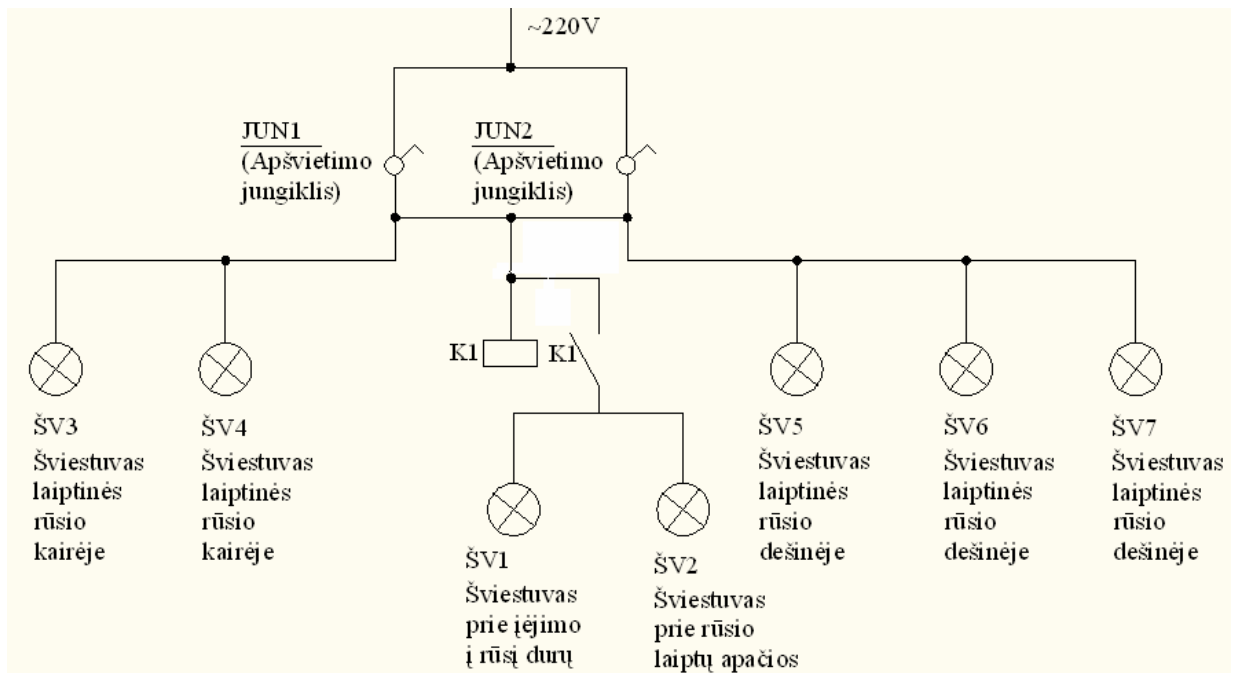 ~220V
JUN1
(Apšvietimo
jungiklis)
JUN2
(Apšvietimo
jungiklis)
K1
K1
ŠV3
Šviestuvas
laiptinės
rūsio
kairėje
ŠV4
Šviestuvas
laiptinės
rūsio
kairėje
ŠV1
Šviestuvas
prie įėjimo
į rūsį durų
ŠV2
Šviestuvas
prie rūsio
laiptų apačios
ŠV5
Šviestuvas
laiptinės
rūsio
dešinėje
ŠV6
Šviestuvas
laiptinės
rūsio
dešinėje
ŠV7
Šviestuvas
laiptinės
rūsio
dešinėje